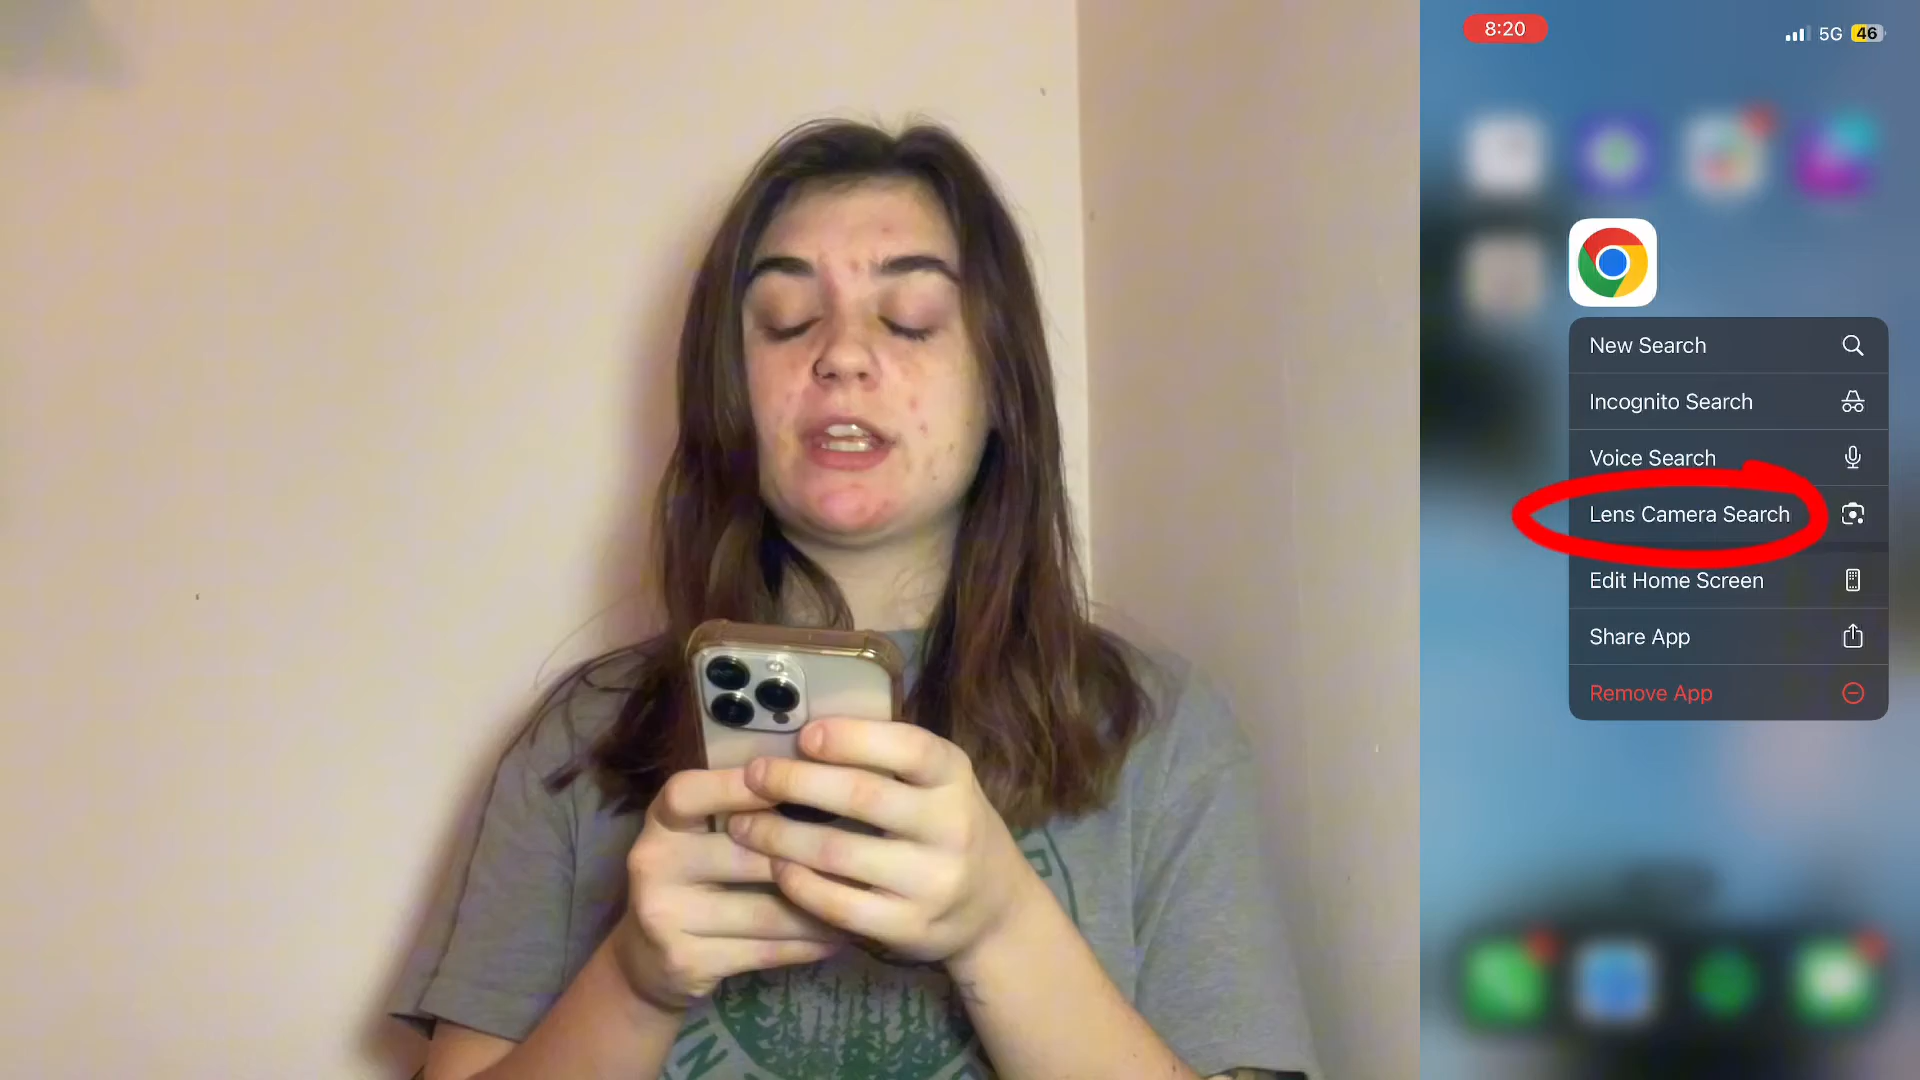 8:20
5G 46
New Search
Incognito Search
Voice Search
Lens Camera Search
Edit Home Screen
Share App
Remove App